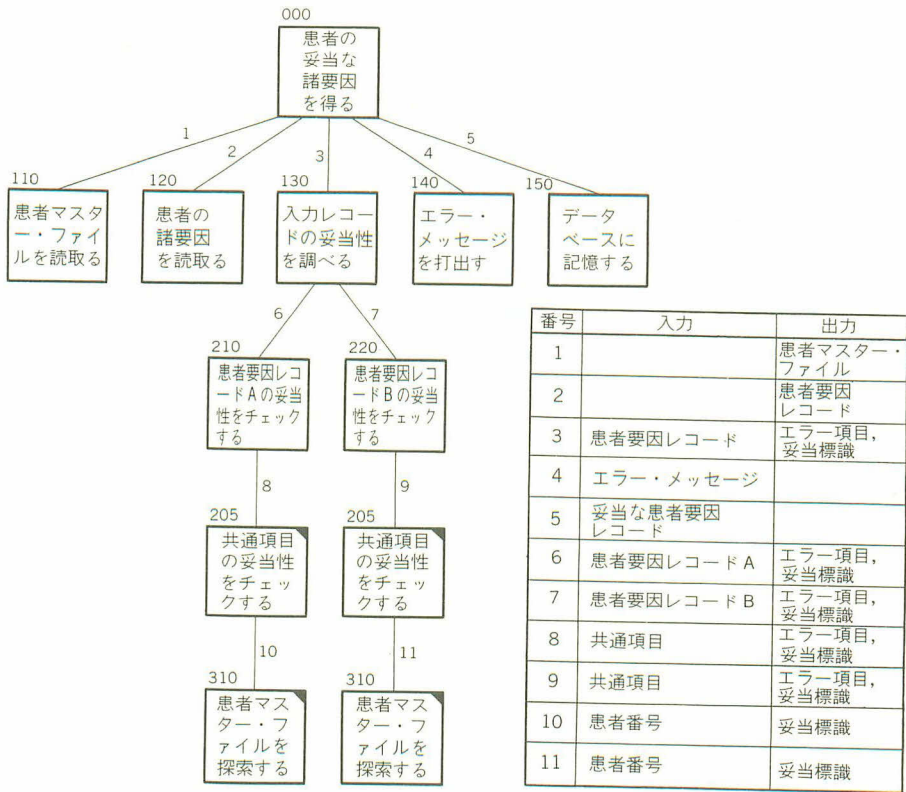 000
患者の
妥当な
諸要因
を得る
1
2
3
4
5
110
患者マス
ター・ファイ
ルを読取る
120
患者の
諸要因
を読取る
130
入力レコー
ドの妥当性
を調べる
140
エラー・
メッセージ
を打出す
150
データ
ベースに
記憶する
6
7
210
患者要因レコ
ードAの妥当
性をチェック
する
220
患者要因レコ
ードBの妥当
性をチェック
する
8
9
205
共通項目
の妥当性
をチェッ
クする
205
共通項目
の妥当性
をチェッ
クする
10
11
310
患者マス
ター・フ
ァイルを
探索する
310
患者マス
ター・フ
ァイルを
探索する
番号 入力 出力
1 患者マスター・
ファイル
2 患者要因
レコード
3 患者要因レコード エラー項目,
妥当標識
4 エラー・メッセージ
5 妥当な患者要因
レコード
6 患者要因レコードA エラー項目,
妥当標識
7 患者要因レコードB エラー項目,
妥当標識
8 共通項目 エラー項目,
妥当標識
9 共通項目 エラー項目,
妥当標識
10 患者番号 妥当標識
11 患者番号 妥当標識